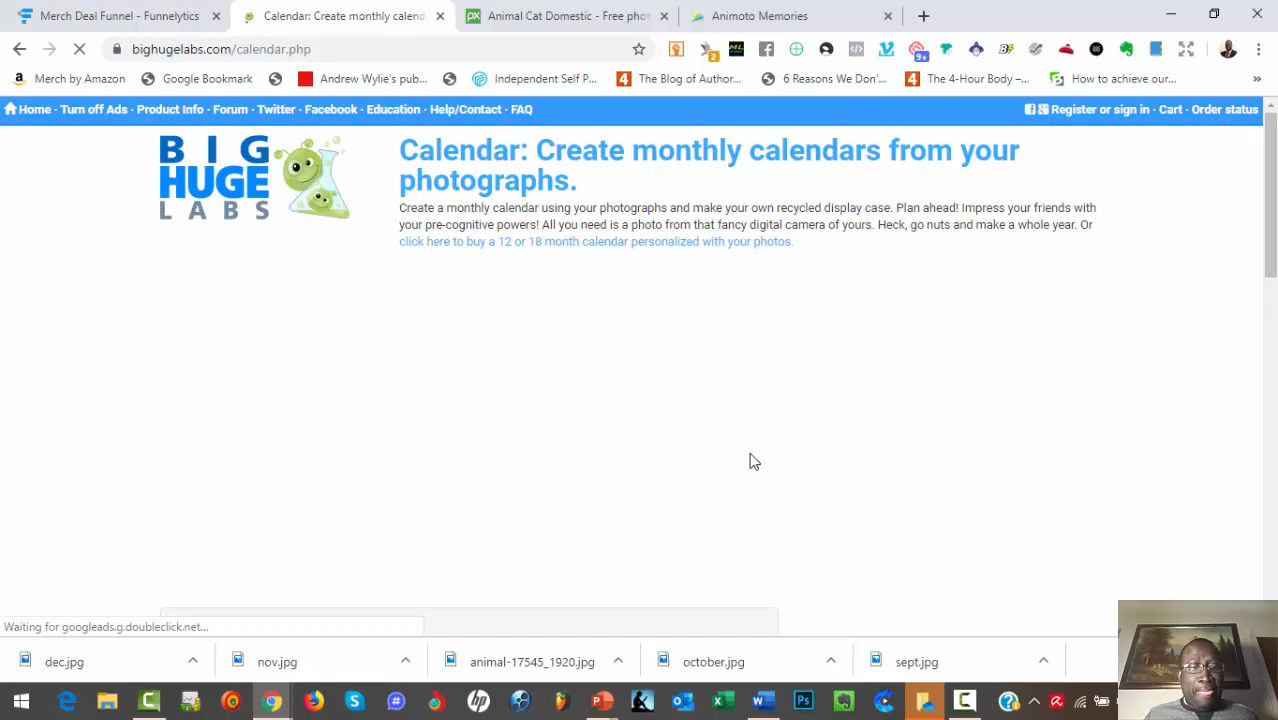 Merch Deal Funnel - Funnelytics
Calendar: Create monthly calend
Animal Cat Domestic - Free phot
Animoto Memories
bighugelabs.com/calendar.php
2
9+
Merch by Amazon
Google Bookmark
Andrew Wylie's pub...
Independent Self P...
The Blog of Author...
6 Reasons We Don'...
The 4-Hour Body –...
How to achieve our...
»
Home · Turn off Ads · Product Info · Forum · Twitter · Facebook · Education · Help/Contact · FAQ
Register or sign in · Cart · Order status
BIG
HUGE
LABS
Calendar: Create monthly calendars from your
photographs.
Create a monthly calendar using your photographs and make your own recycled display case. Plan ahead! Impress your friends with
your pre-cognitive powers! All you need is a photo from that fancy digital camera of yours. Heck, go nuts and make a whole year. Or
click here to buy a 12 or 18 month calendar personalized with your photos.
Waiting for googleads.g.doubleclick.net...
dec.jpg
nov.jpg
animal-17545_1920.jpg
october.jpg
sept.jpg